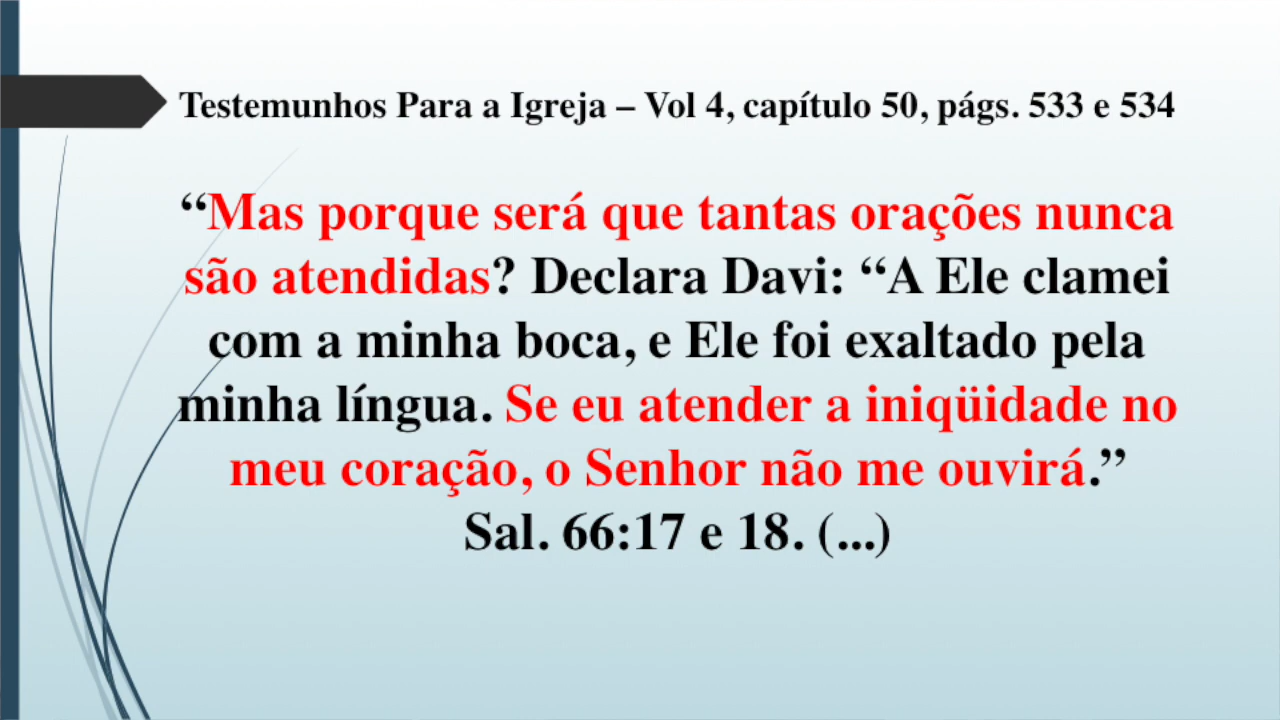 Testemunhos Para a Igreja – Vol 4, capítulo 50, págs. 533 e 534
“Mas porque será que tantas orações nunca
são atendidas? Declara Davi: “A Ele clamei
com a minha boca, e Ele foi exaltado pela
minha língua. Se eu atender a iniqüidade no
meu coração, o Senhor não me ouvirá.”
Sal. 66:17 e 18. (...)